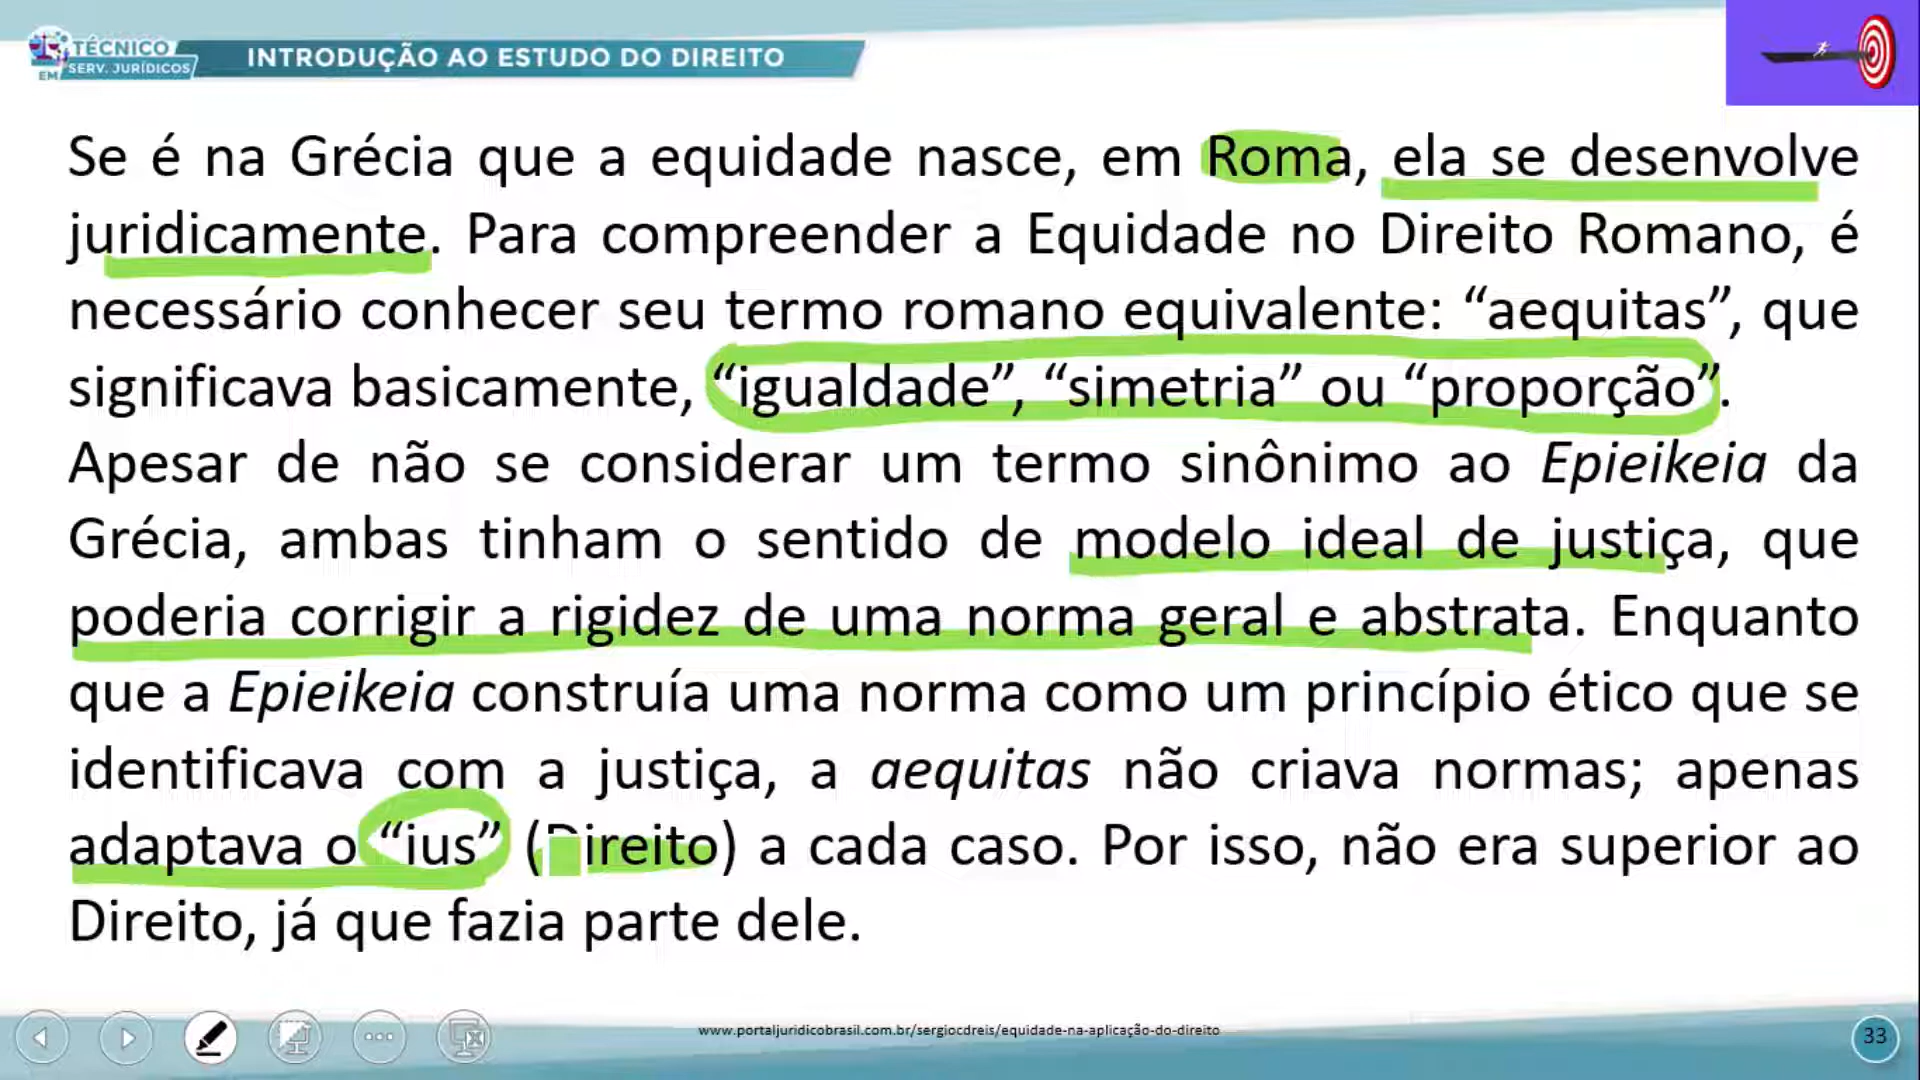 TÉCNICO
EM SERV. JURÍDICOS
INTRODUÇÃO AO ESTUDO DO DIREITO
Se é na Grécia que a equidade nasce, em Roma, ela se desenvolve
juridicamente. Para compreender a Equidade no Direito Romano, é
necessário conhecer seu termo romano equivalente: “aequitas”, que
significava basicamente, “igualdade”, “simetria” ou “proporção”.
Apesar de não se considerar um termo sinônimo ao Epieikeia da
Grécia, ambas tinham o sentido de modelo ideal de justiça, que
poderia corrigir a rigidez de uma norma geral e abstrata. Enquanto
que a Epieikeia construía uma norma como um princípio ético que se
identificava com a justiça, a aequitas não criava normas; apenas
adaptava o “ius” (Direito) a cada caso. Por isso, não era superior ao
Direito, já que fazia parte dele.
www.portaljuridicobrasil.com.br/sergiocdreis/equidade-na-aplicação-do-direito
33